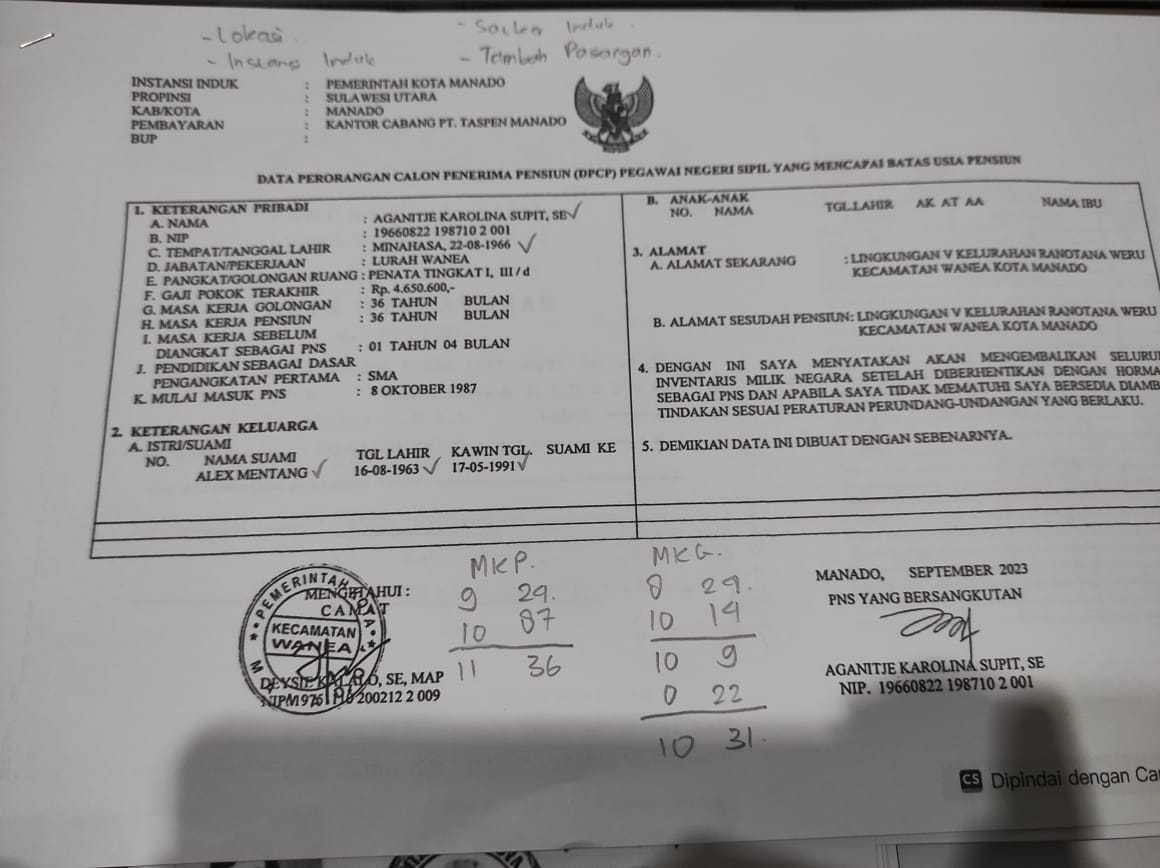 - Lokasi.
- Instansi Induk
- Satker Induk.
- Tambah Pasangan.
INSTANSI INDUK : PEMERINTAH KOTA MANADO
PROPINSI : SULAWESI UTARA
KAB/KOTA : MANADO
PEMBAYARAN : KANTOR CABANG PT. TASPEN MANADO
BUP :
DATA PERORANGAN CALON PENERIMA PENSIUN (DPCP) PEGAWAI NEGERI SIPIL YANG MENCAPAI BATAS USIA PENSIUN
1. KETERANGAN PRIBADI
A. NAMA : AGANITJE KAROLINA SUPIT, SE
B. NIP : 19660822 198710 2 001
C. TEMPAT/TANGGAL LAHIR : MINAHASA, 22-08-1966
D. JABATAN/PEKERJAAN : LURAH WANEA
E. PANGKAT/GOLONGAN RUANG : PENATA TINGKAT I, III / d
F. GAJI POKOK TERAKHIR : Rp. 4.650.600,-
G. MASA KERJA GOLONGAN : 36 TAHUN BULAN
H. MASA KERJA PENSIUN : 36 TAHUN BULAN
I. MASA KERJA SEBELUM
DIANGKAT SEBAGAI PNS : 01 TAHUN 04 BULAN
J. PENDIDIKAN SEBAGAI DASAR
PENGANGKATAN PERTAMA : SMA
K. MULAI MASUK PNS : 8 OKTOBER 1987
2. KETERANGAN KELUARGA
A. ISTRI/SUAMI
NO. NAMA SUAMI TGL LAHIR KAWIN TGL. SUAMI KE
ALEX MENTANG 16-08-1963 17-05-1991
B. ANAK-ANAK
NO. NAMA TGL.LAHIR AK AT AA NAMA IBU
3. ALAMAT
A. ALAMAT SEKARANG : LINGKUNGAN V KELURAHAN RANOTANA WERU
KECAMATAN WANEA KOTA MANADO
B. ALAMAT SESUDAH PENSIUN: LINGKUNGAN V KELURAHAN RANOTANA WERU
KECAMATAN WANEA KOTA MANADO
4. DENGAN INI SAYA MENYATAKAN AKAN MENGEMBALIKAN SELURU
INVENTARIS MILIK NEGARA SETELAH DIBERHENTIKAN DENGAN HORMA
SEBAGAI PNS DAN APABILA SAYA TIDAK MEMATUHI SAYA BERSEDIA DIAMB
TINDAKAN SESUAI PERATURAN PERUNDANG-UNDANGAN YANG BERLAKU.
5. DEMIKIAN DATA INI DIBUAT DENGAN SEBENARNYA.
MENGETAHUI :
CAMAT
PEMERINTAH
KECAMATAN
WANEA
KALALO, SE, MAP
200212 2 009
MKP.
9 29.
10 87
11 36
MKG.
8 29.
10 14
10 9
0 22
10 31.
MANADO, SEPTEMBER 2023
PNS YANG BERSANGKUTAN
AGANITJE KAROLINA SUPIT, SE
NIP. 19660822 198710 2 001
CS Dipindai dengan Ca